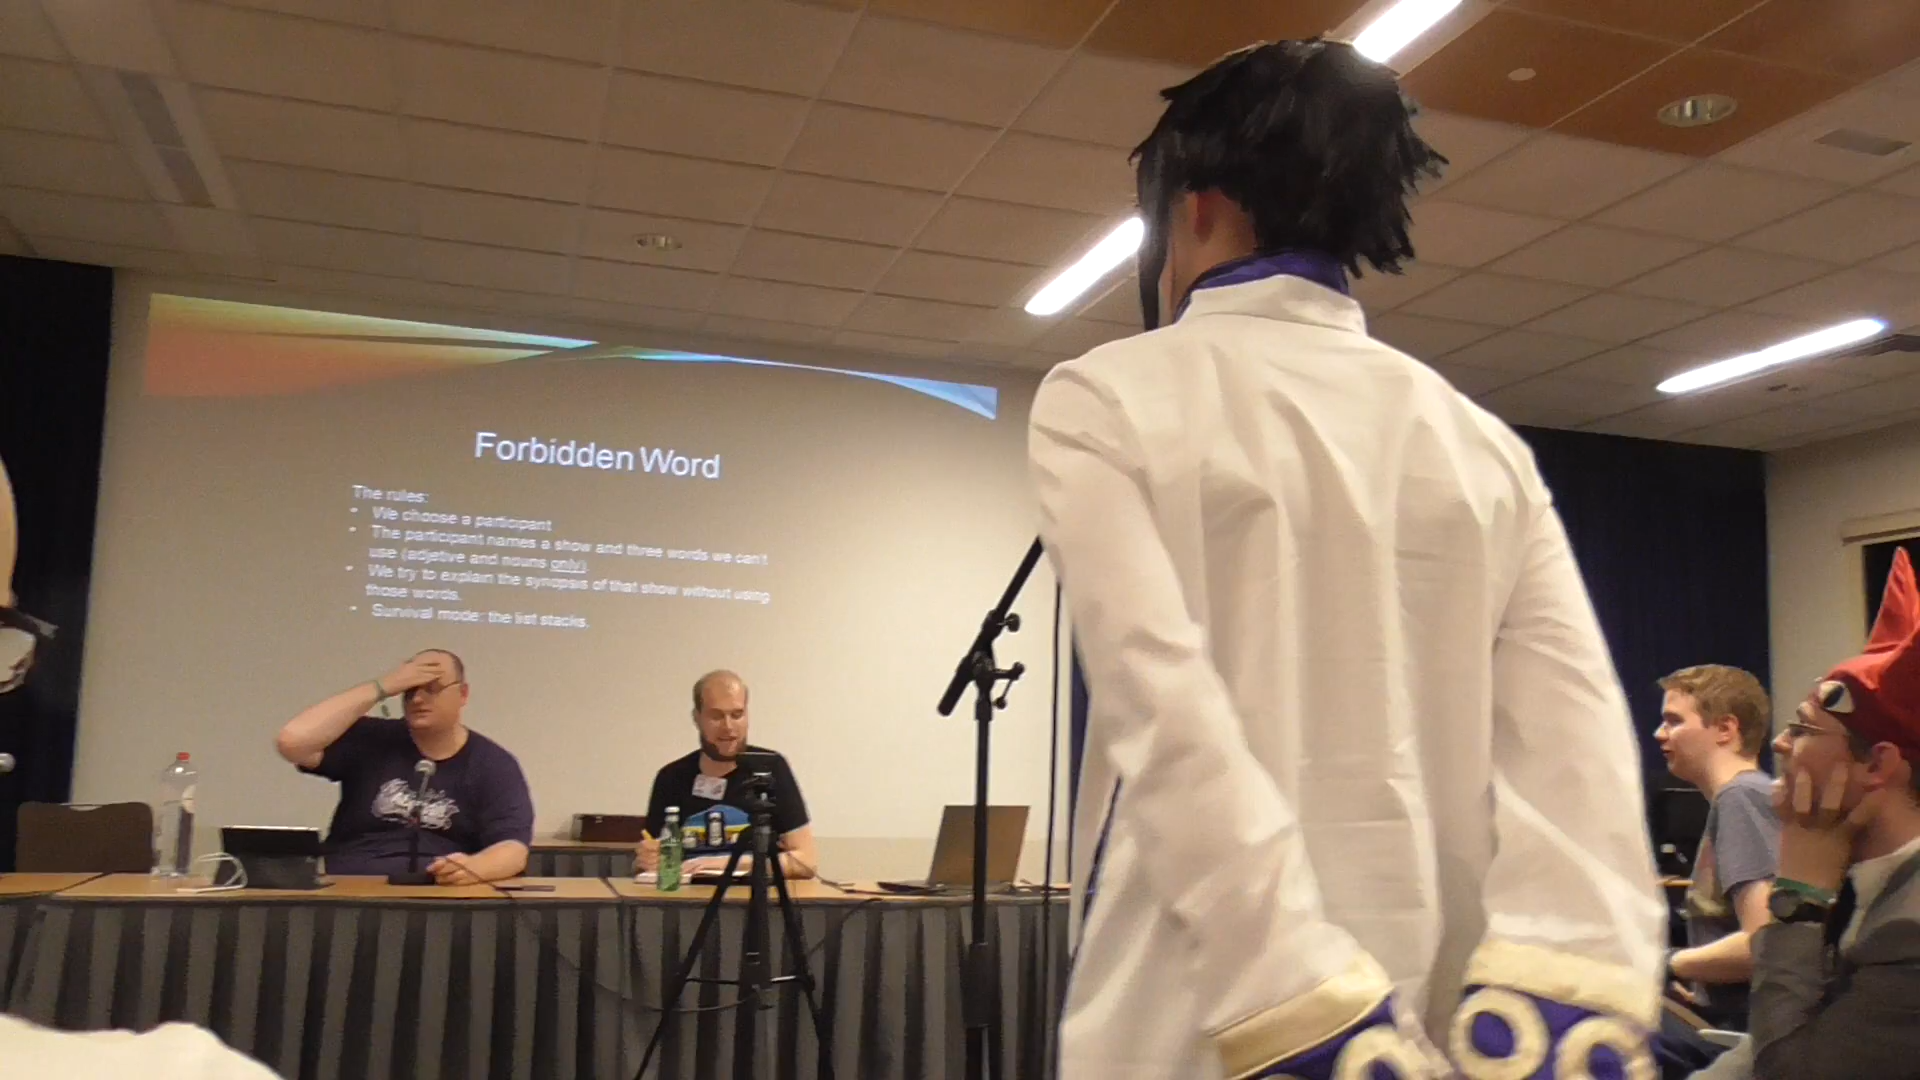 Forbidden Word
The rules:
• We choose a participant
• The participant names a show and three words we can't
use (adjetive and nouns only).
• We try to explain the synopsis of that show without using
those words.
• Survival mode: the list stacks.